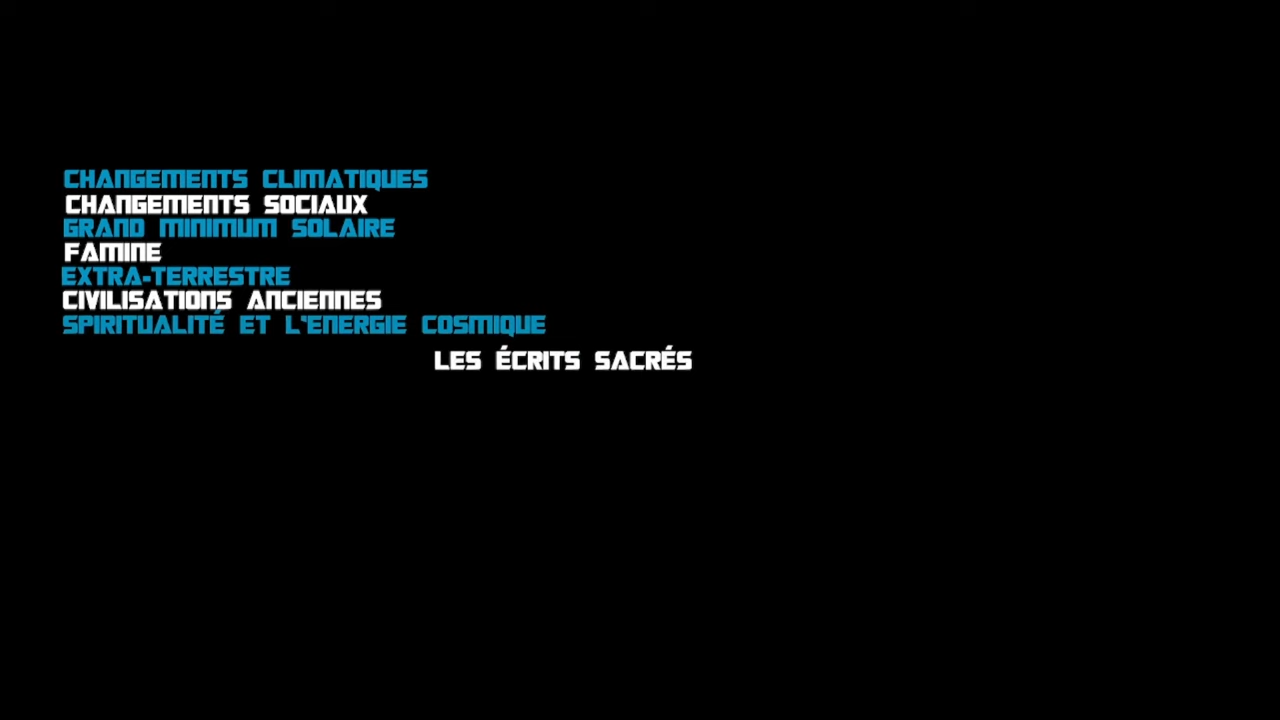 CHANGEMENTS CLIMATIQUES
CHANGEMENTS SOCIAUX
GRAND MINIMUM SOLAIRE
FAMINE
EXTRA-TERRESTRE
CIVILISATIONS ANCIENNES
SPIRITUALITÉ ET L'ENERGIE COSMIQUE
LES ÉCRITS SACRÉS